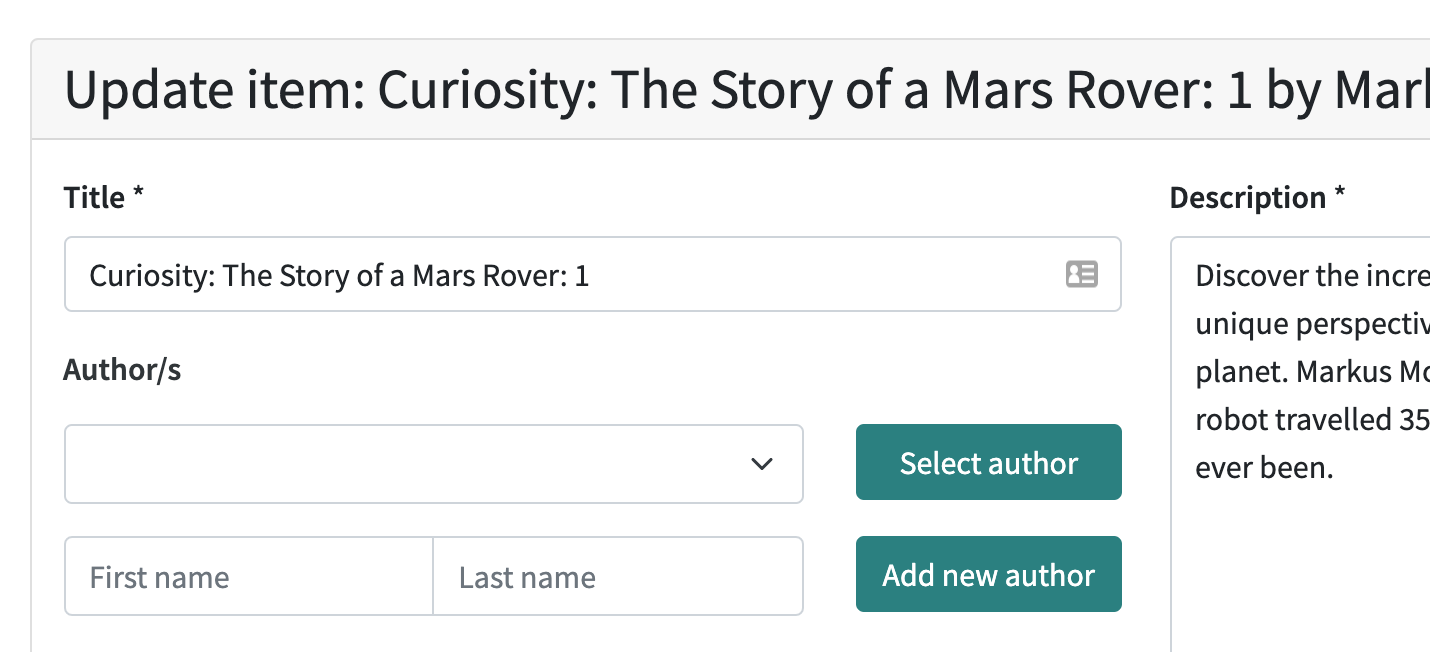 Update item: Curiosity: The Story of a Mars Rover: 1 by Mark
Title *
Curiosity: The Story of a Mars Rover: 1
Author/s
Select author
First name
Last name
Add new author
Description *
Discover the incre
unique perspectiv
planet. Markus Mo
robot travelled 35
ever been.